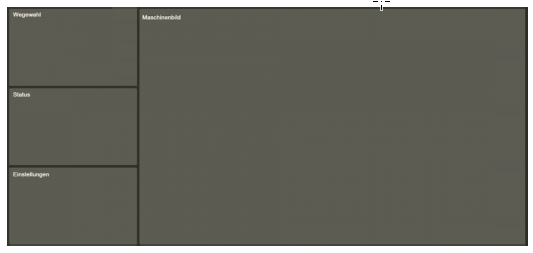 Wegewahl
Maschinenbild
Status
Einstellungen